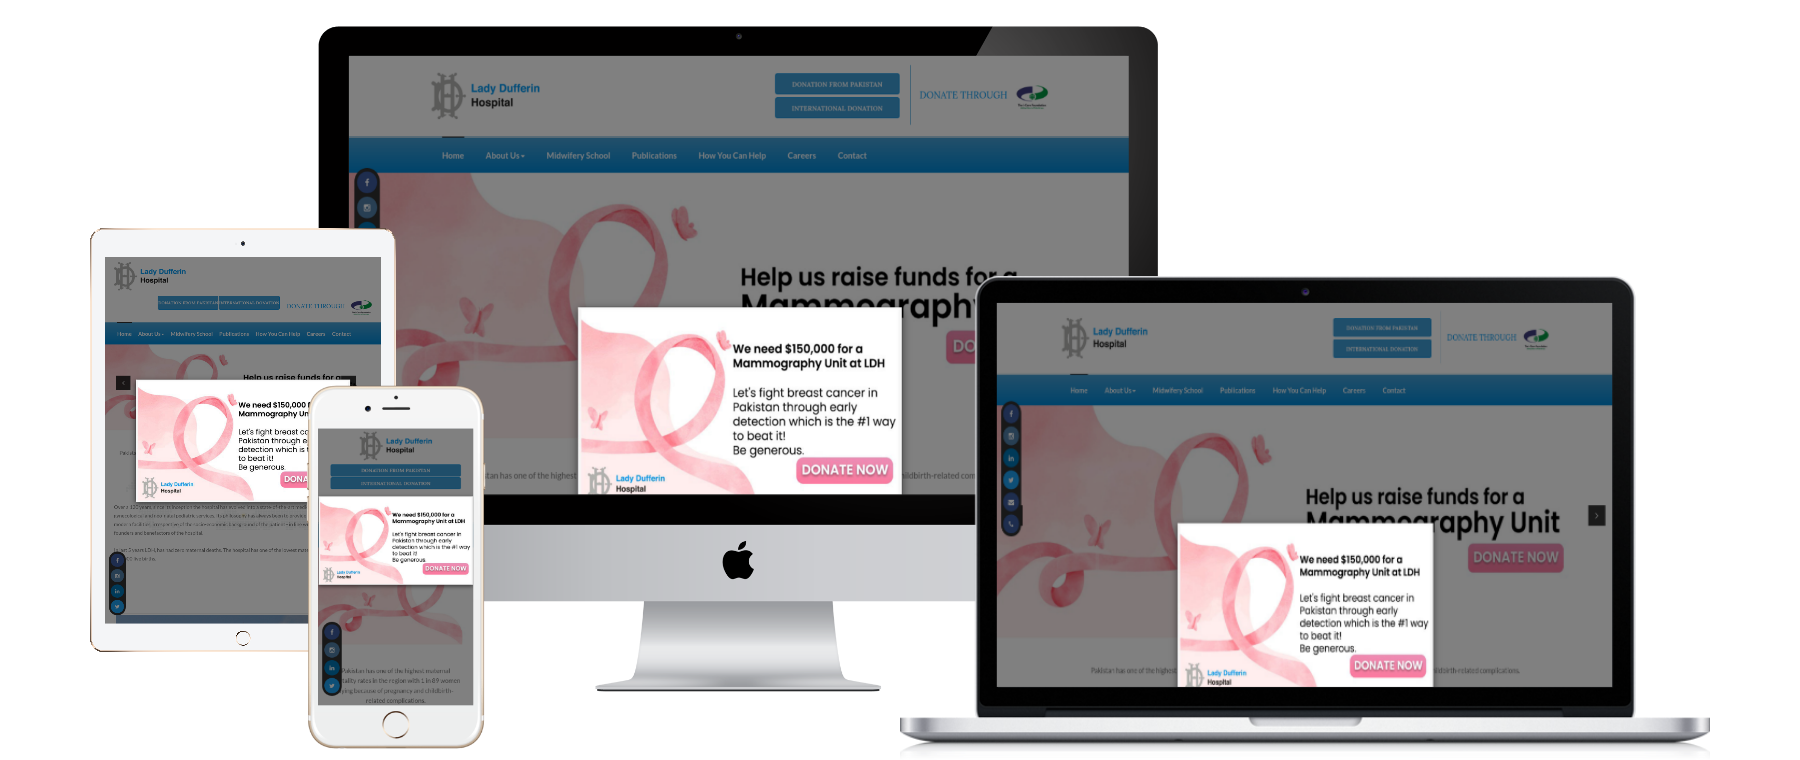 Lady Dufferin
Hospital
DONATION FROM PAKISTAN
INTERNATIONAL DONATION
DONATE THROUGH
Home
About Us
Midwifery School
Publications
How You Can Help
Careers
Contact
Help us raise funds for a
Mammography
DO
We need $150,000 for a
Mammography Unit at LDH
Let's fight breast cancer in
Pakistan through early
detection which is the #1 way
to beat it!
Be generous.
DONATE NOW
Lady Dufferin
Hospital
stan has one of the highest
ildbirth-related com
Lady Dufferin
Hospital
DONATION FROM PAKISTAN
INTERNATIONAL DONATION
DONATE THROUGH
Home
About Us
Midwifery School
Publications
How You Can Help
Careers
Contact
Help us raise funds for a
We need $150,000
Mammography Un
Let's fight breast ca
Pakistan through e
detection which is
to beat it!
Be generous.
DONA
Lady Dufferin
Hospital
Lady Dufferin
Hospital
DONATION FROM PAKISTAN
INTERNATIONAL DONATION
We need $150,000 for a
Mammography Unit at LDH
Let's fight breast cancer in
Pakistan through early
detection which is the #1 way
to beat it!
Be generous.
DONATE NOW
Lady Dufferin
Hospital
Pakistan has one of the highest maternal
tality rates in the region with 1 in 89 women
ing because of pregnancy and childbirth-
related complications.
Lady Dufferin
Hospital
DONATION FROM PAKISTAN
INTERNATIONAL DONATION
DONATE THROUGH
Home
About Us
Midwifery School
Publications
How You Can Help
Careers
Contact
Help us raise funds for a
Mammography Unit
DONATE NOW
We need $150,000 for a
Mammography Unit at LDH
Let's fight breast cancer in
Pakistan through early
detection which is the #1 way
to beat it!
Be generous.
DONATE NOW
Lady Dufferin
Hospital
Pakistan has one of the highest
ildbirth-related complications.